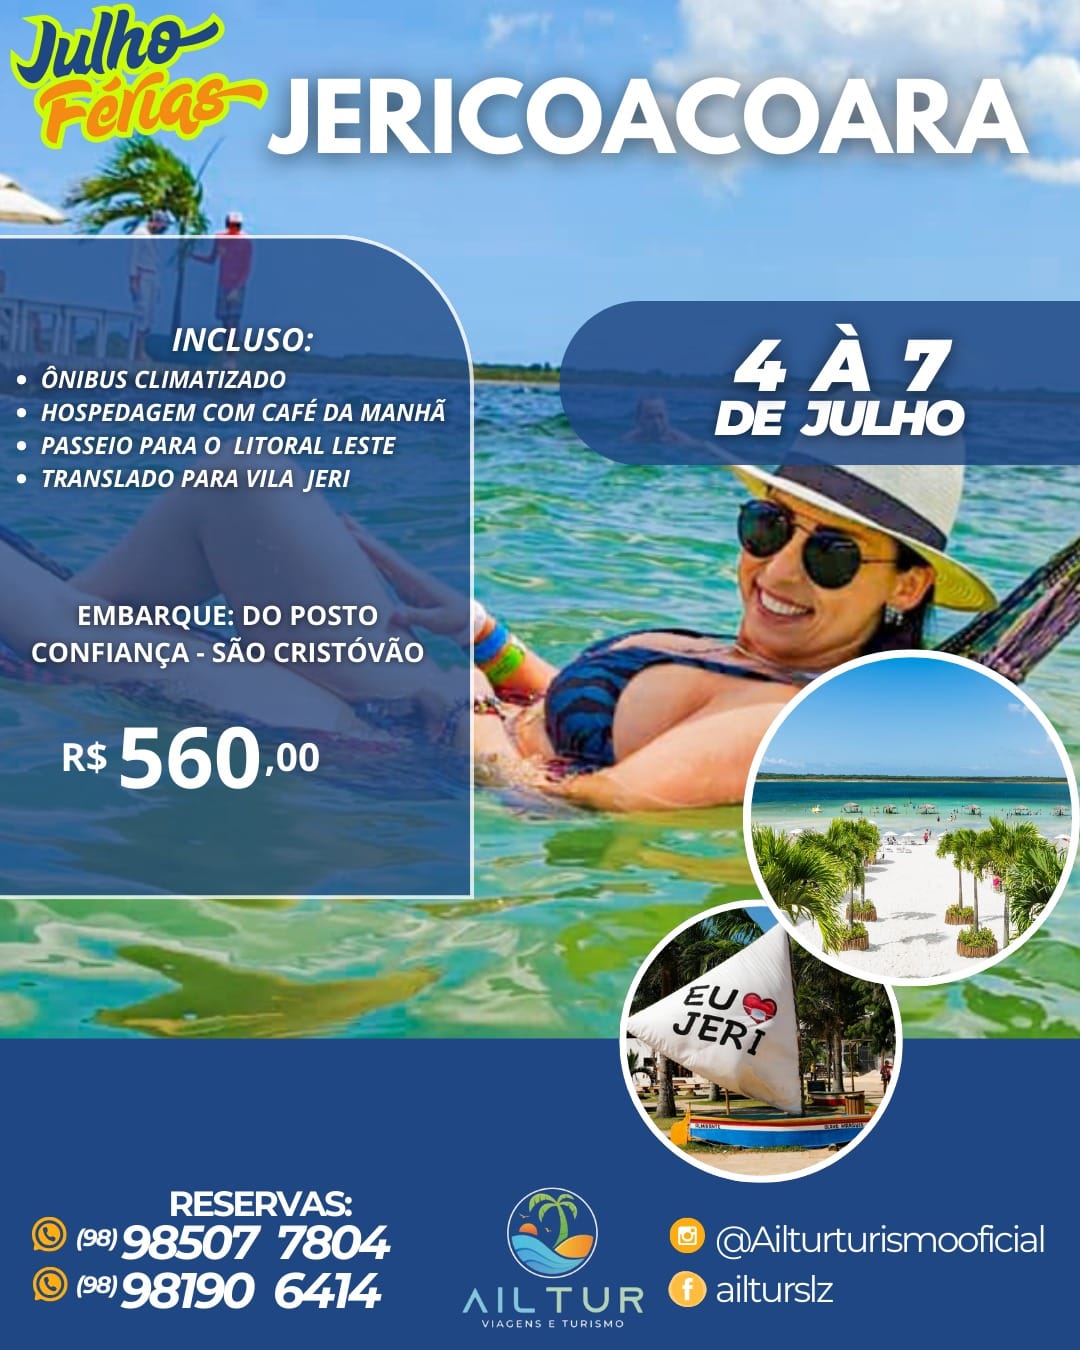 Julho
Férias
JERICOACOARA
4 À 7
DE JULHO
INCLUSO:
• ÔNIBUS CLIMATIZADO
• HOSPEDAGEM COM CAFÉ DA MANHÃ
• PASSEIO PARA O LITORAL LESTE
• TRANSLADO PARA VILA JERI
EMBARQUE: DO POSTO
CONFIANÇA - SÃO CRISTÓVÃO
R$ 560,00
EU
JERI
RESERVAS:
(98) 98507 7804
(98) 98190 6414
AILTUR
VIAGENS E TURISMO
@Ailturturismooficial
ailturslz